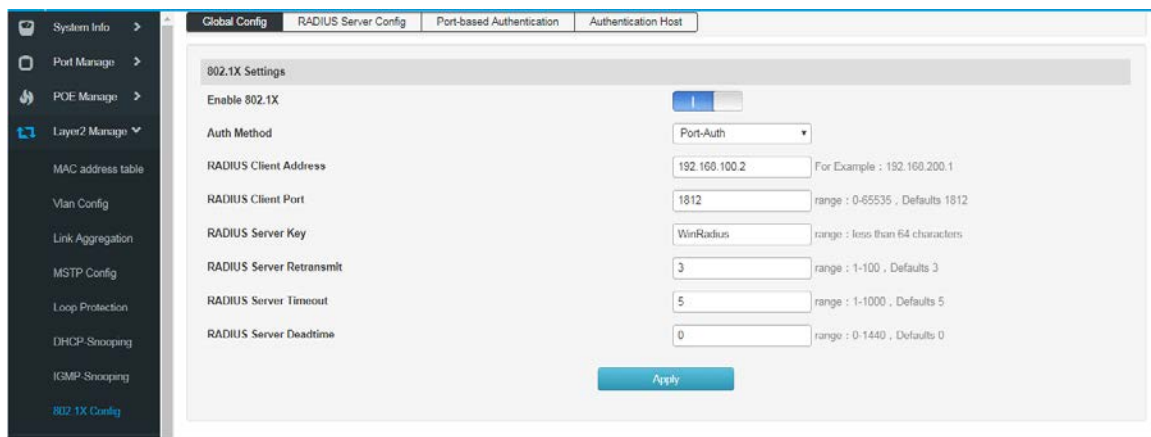 System Info
Port Manage
POE Manage
Layer2 Manage
MAC address table
Vlan Config
Link Aggregation
MSTP Config
Loop Protection
DHCP-Snooping
IGMP-Snooping
802.1X Config
Global Config RADIUS Server Config Port-based Authentication Authentication Host
802.1X Settings
Enable 802.1X
Auth Method Port-Auth
RADIUS Client Address 192.168.100.2 For Example : 192.168.200.1
RADIUS Client Port 1812 range : 0-65535 , Defaults 1812
RADIUS Server Key WinRadius range : less than 64 characters
RADIUS Server Retransmit 3 range : 1-100 , Defaults 3
RADIUS Server Timeout 5 range : 1-1000 , Defaults 5
RADIUS Server Deadtime 0 range : 0-1440 , Defaults 0
Apply